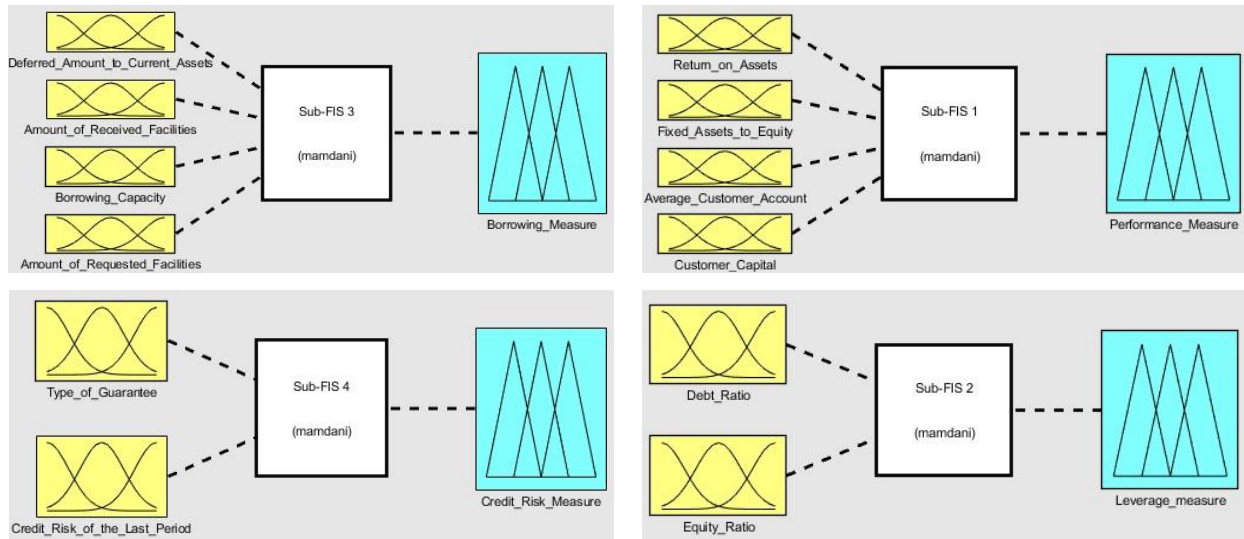 Deferred_Amount_to_Current_Assets
Amount_of_Received_Facilities
Borrowing_Capacity
Amount_of_Requested_Facilities
Sub-FIS 3
(mamdani)
Borrowing_Measure
Return_on_Assets
Fixed_Assets_to_Equity
Average_Customer_Account
Customer_Capital
Sub-FIS 1
(mamdani)
Performance_Measure
Type_of_Guarantee
Credit_Risk_of_the_Last_Period
Sub-FIS 4
(mamdani)
Credit_Risk_Measure
Debt_Ratio
Equity_Ratio
Sub-FIS 2
(mamdani)
Leverage_measure